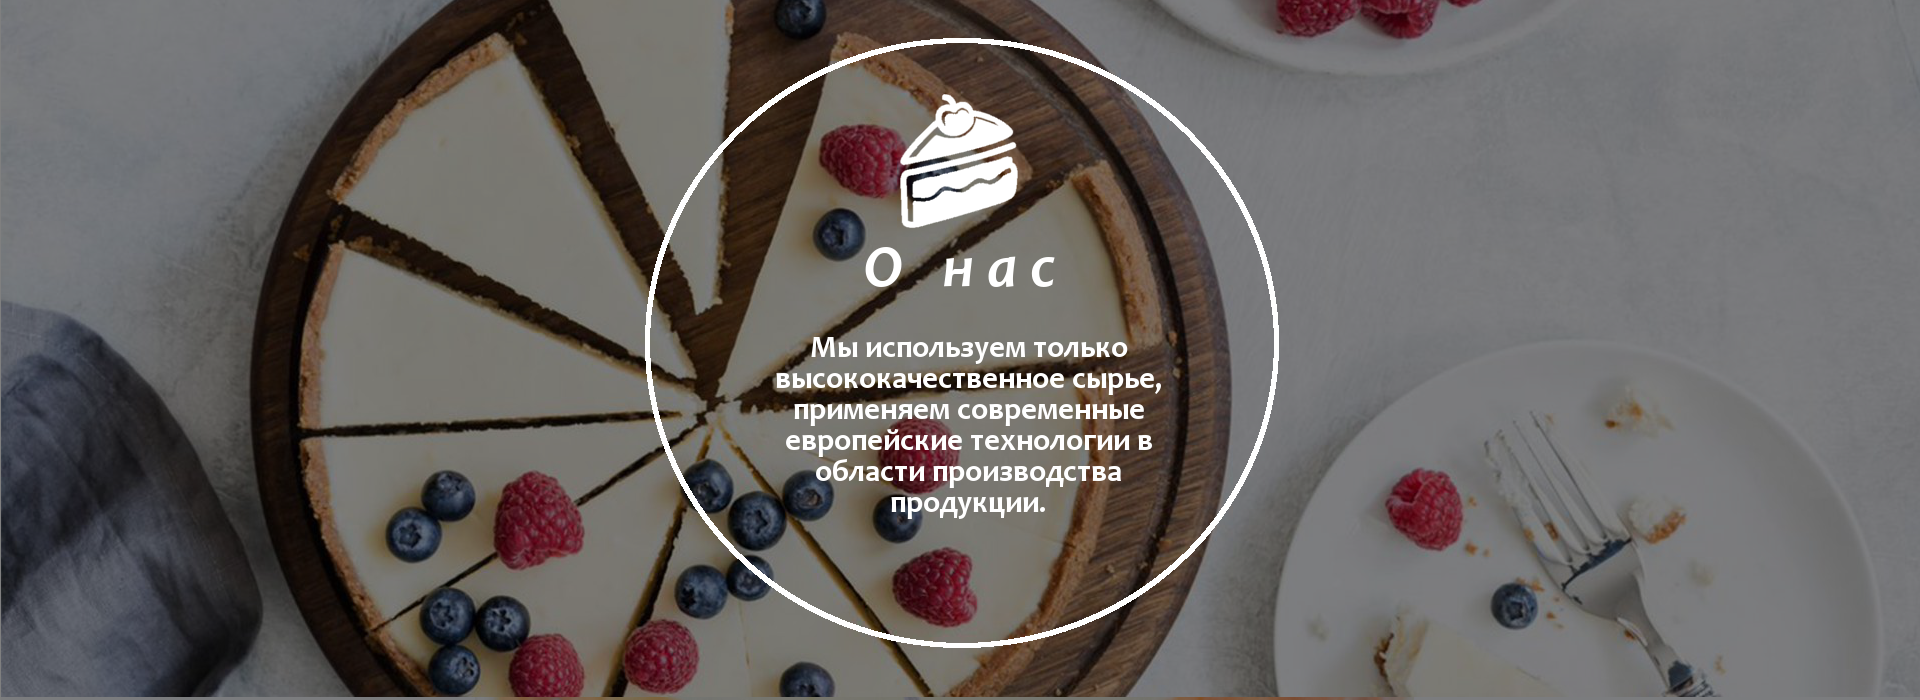 О нас
Мы используем только
высококачественное сырье,
применяем современные
европейские технологии в
области производства
продукции.